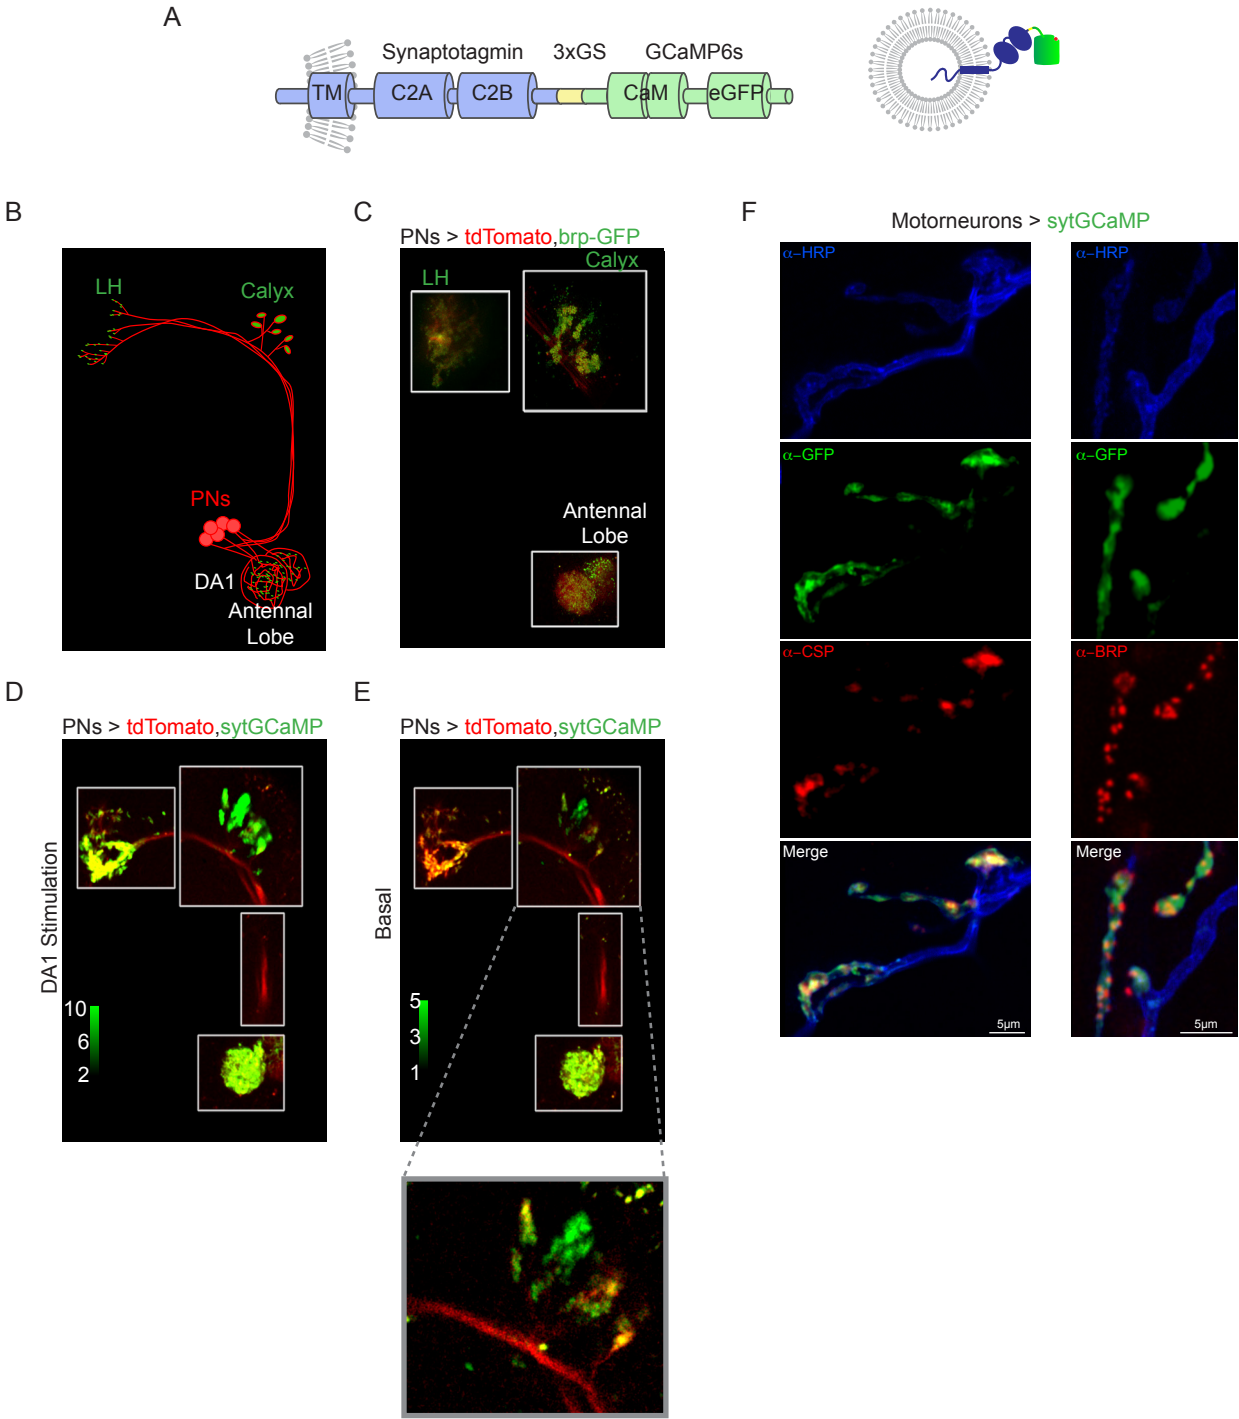 A
Synaptotagmin 3xGS GCaMP6s
TM C2A C2B CaM eGFP
B
LH
Calyx
PNs
DA1
Antennal
Lobe
C
PNs > tdTomato,brp-GFP
Calyx
LH
Antennal
Lobe
D
PNs > tdTomato,sytGCaMP
DA1 Stimulation
10
6
2
E
PNs > tdTomato,sytGCaMP
Basal
5
3
1
F
Motorneurons > sytGCaMP
α-HRP α-HRP
α-GFP α-GFP
α-CSP α-BRP
Merge Merge
5μm 5μm